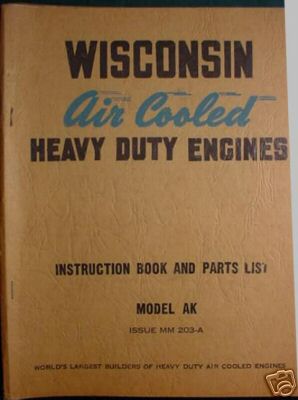 WISCONSIN
Air Cooled
HEAVY DUTY ENGINES
INSTRUCTION BOOK AND PARTS LIST
MODEL AK
ISSUE MM 203-A
WORLD'S LARGEST BUILDERS OF HEAVY DUTY AIR COOLED ENGINES